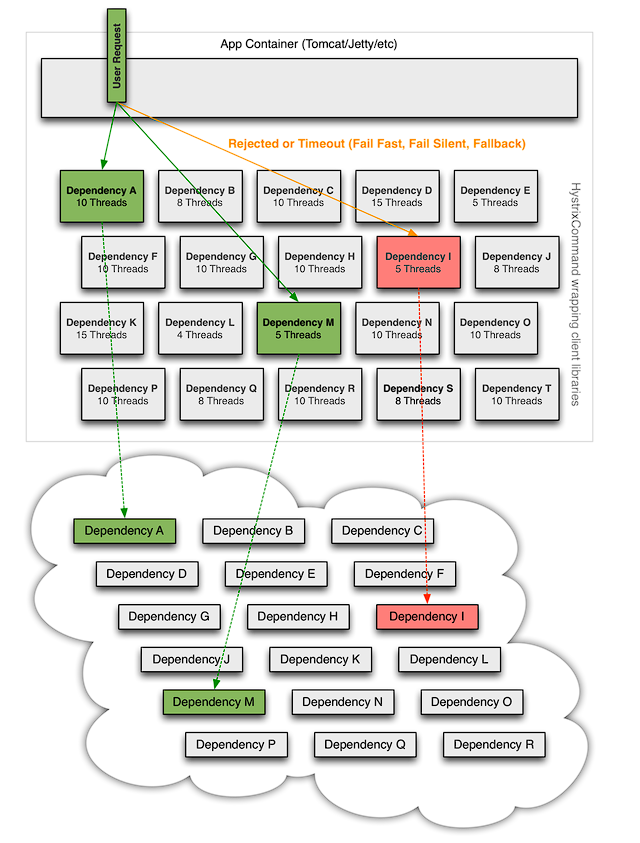 User Request
App Container (Tomcat/Jetty/etc)
Rejected or Timeout (Fail Fast, Fail Silent, Fallback)
Dependency A
10 Threads
Dependency B
8 Threads
Dependency C
10 Threads
Dependency D
15 Threads
Dependency E
5 Threads
Dependency F
10 Threads
Dependency G
10 Threads
Dependency H
10 Threads
Dependency I
5 Threads
Dependency J
8 Threads
Dependency K
15 Threads
Dependency L
4 Threads
Dependency M
5 Threads
Dependency N
10 Threads
Dependency O
10 Threads
Dependency P
10 Threads
Dependency Q
8 Threads
Dependency R
10 Threads
Dependency S
8 Threads
Dependency T
10 Threads
HystrixCommand wrapping client libraries
Dependency A
Dependency B
Dependency C
Dependency D
Dependency E
Dependency F
Dependency G
Dependency H
Dependency I
Dependency J
Dependency K
Dependency L
Dependency M
Dependency N
Dependency O
Dependency P
Dependency Q
Dependency R